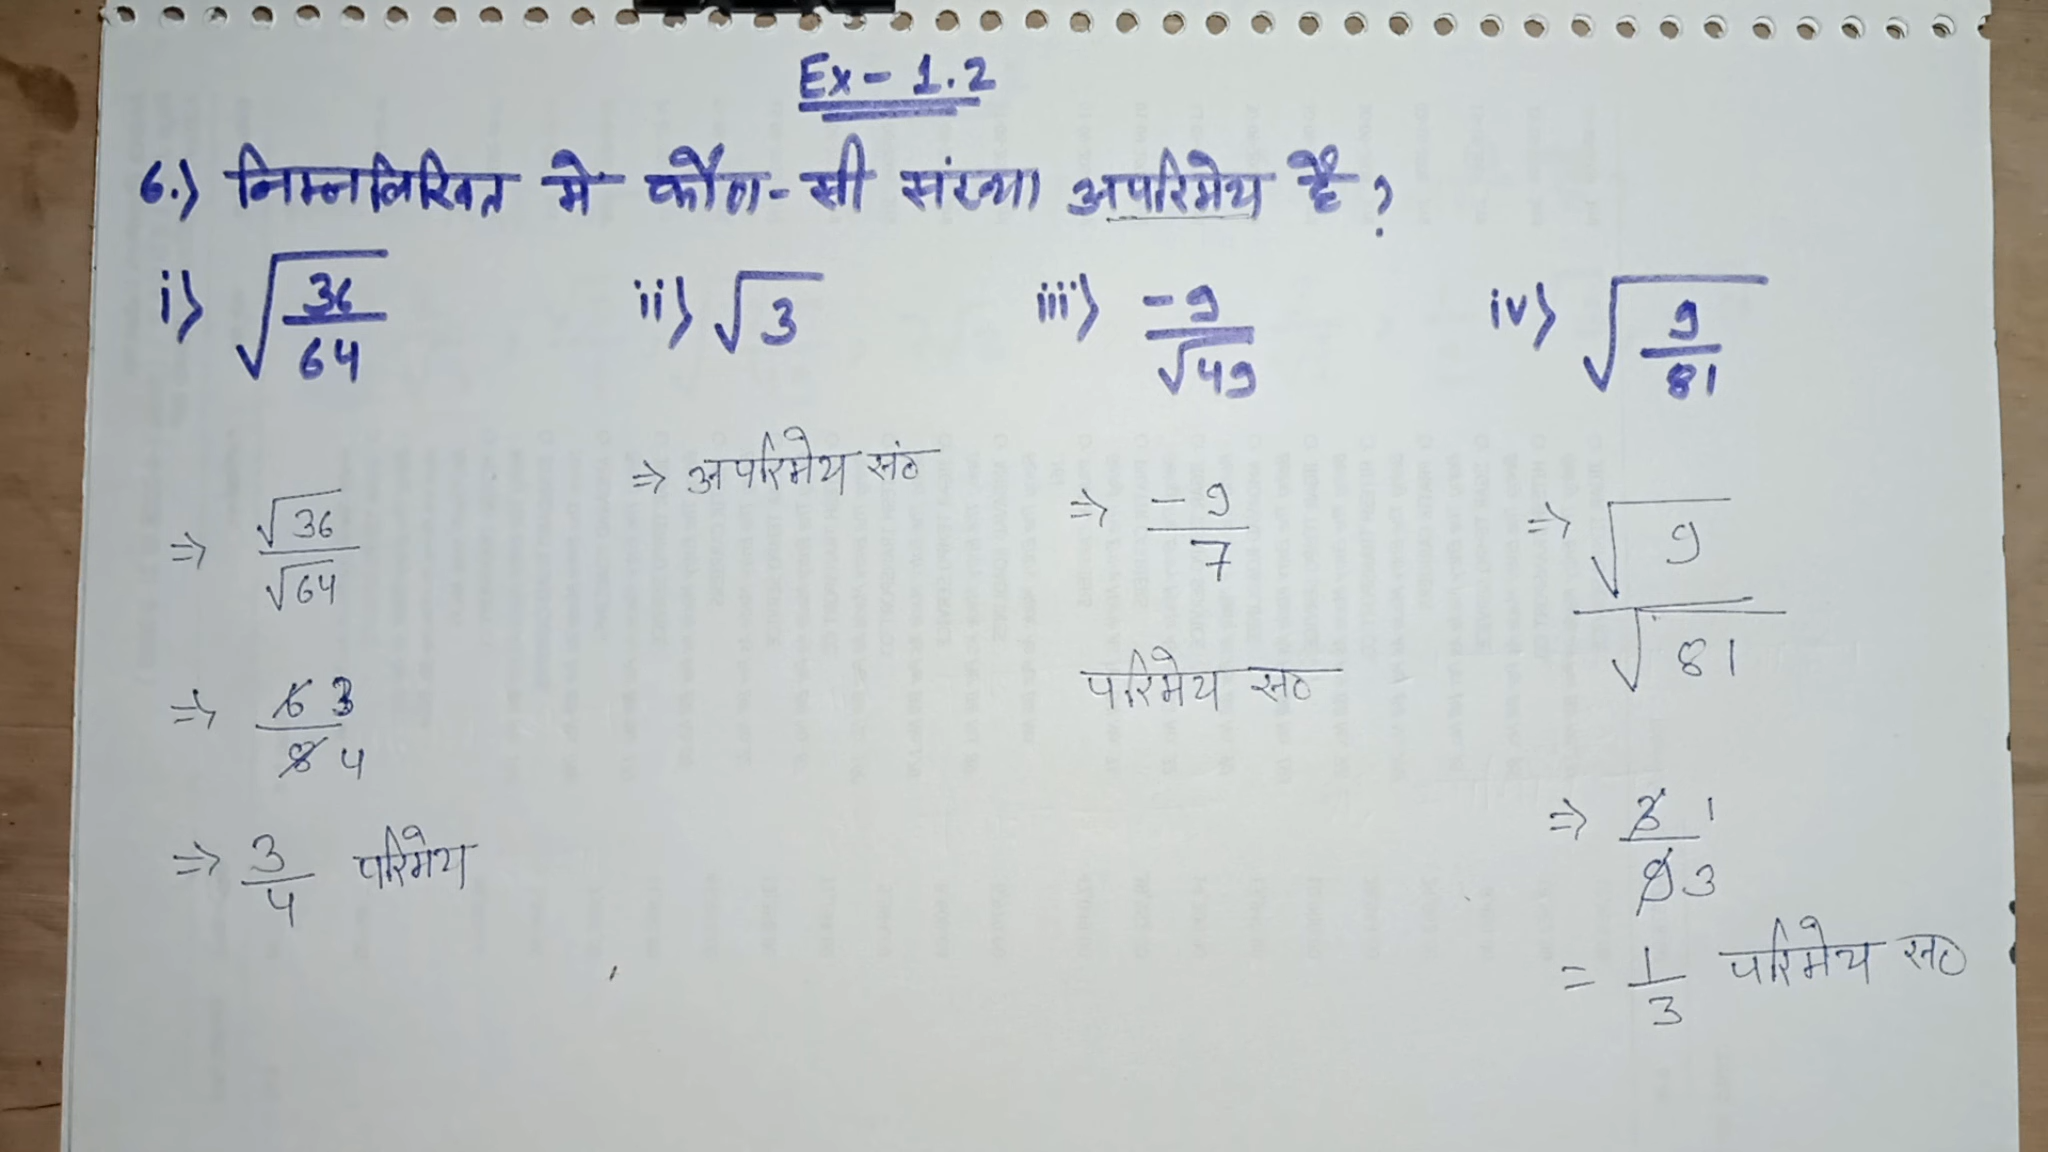 Ex - 1.2
6.) निम्नलिखित मे कौन-सी संख्या अपरिमेय है ?
i) √(36/64) ii) √3 iii) -9/√49 iv) √(9/81)
⇒ √36/√64
⇒ 6/8 3/4
⇒ 3/4 परिमेय
⇒ अपरिमेय सं०
⇒ -9/7
परिमेय स०
⇒ √9/√81
⇒ 3/9 1/3
= 1/3 परिमेय स०